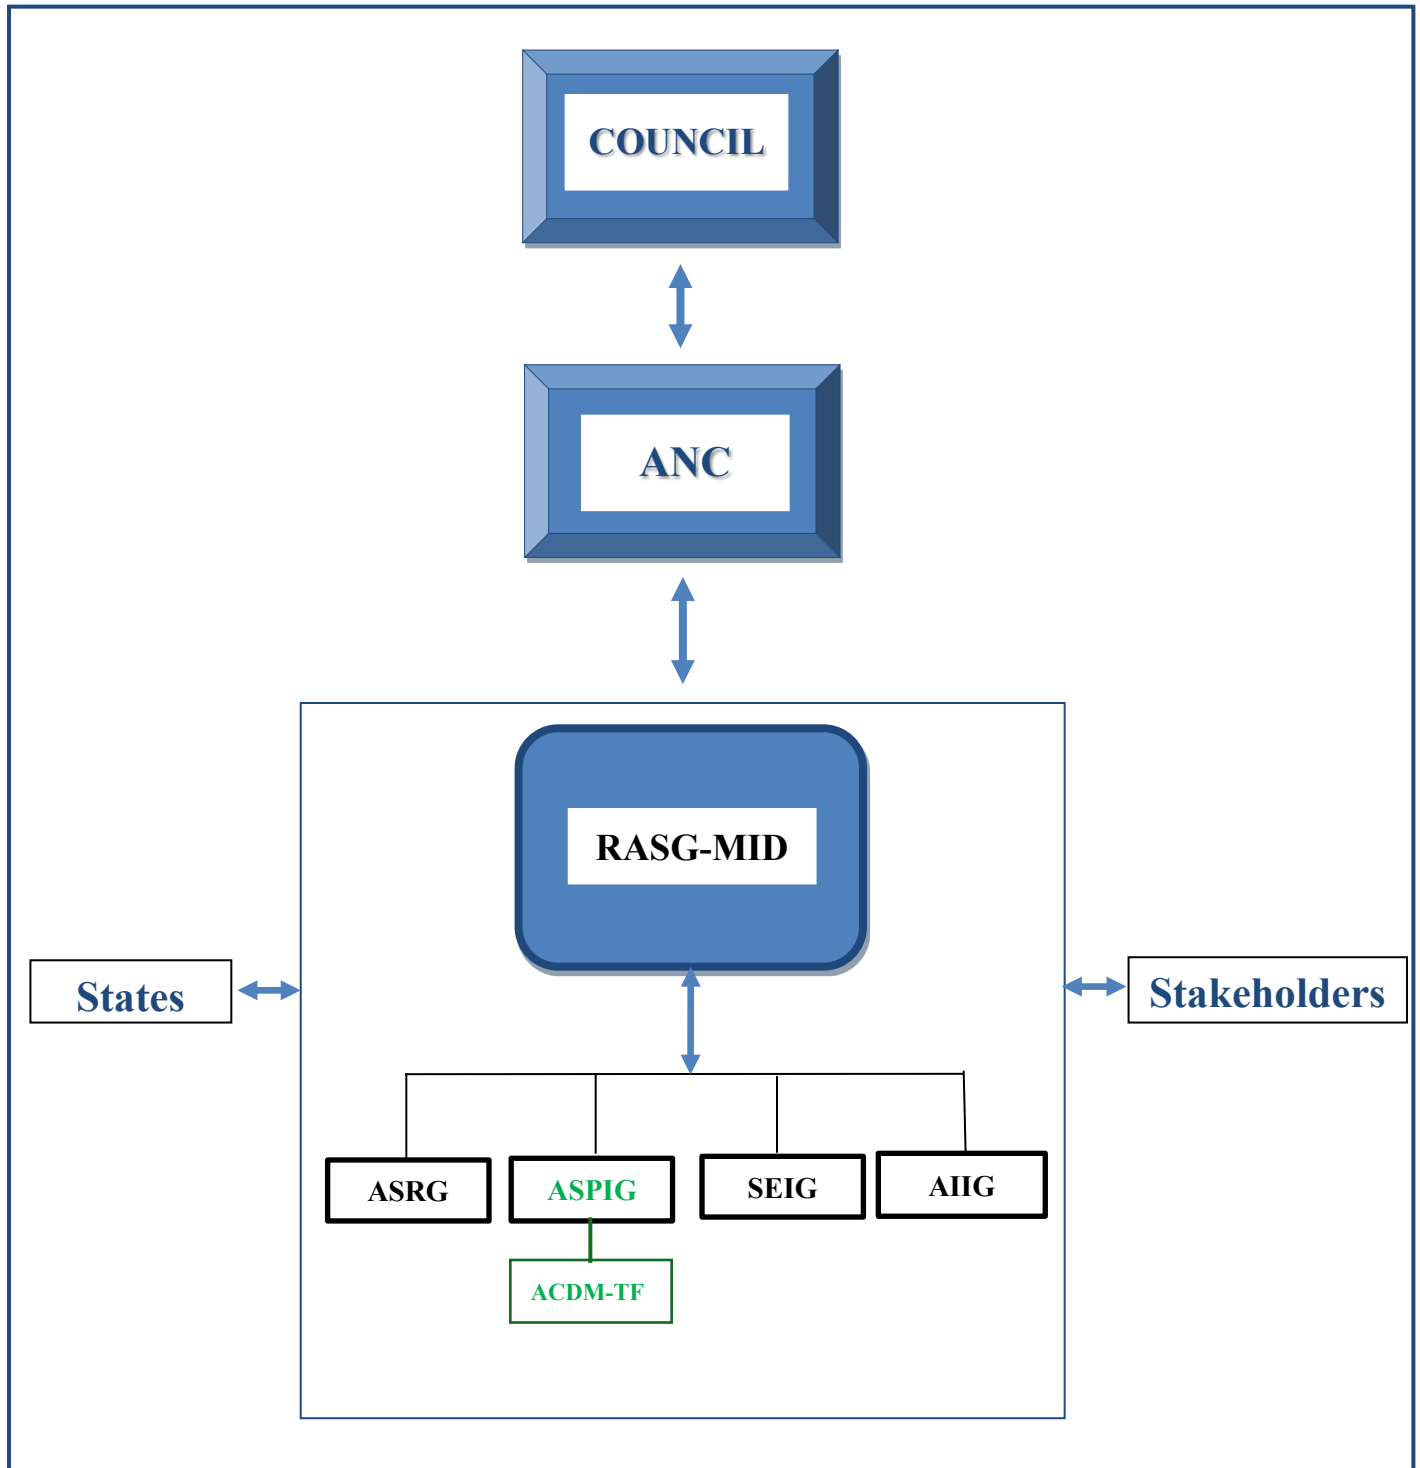 COUNCIL
ANC
RASG-MID
States
Stakeholders
ASRG
ASPIG
SEIG
AIIG
ACDM-TF